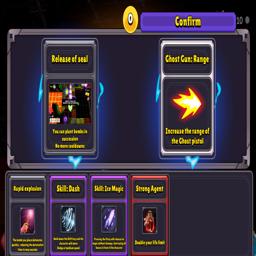 0
Confirm
10
Release of seal
You can plant bombs in
succession
No more cooldowns
Ghost Gun: Range
Increase the range of
the Ghost pistol
Rapid explosion
Skill: Dash
Skill: Ice Magic
Strong Agent
Double your life limit